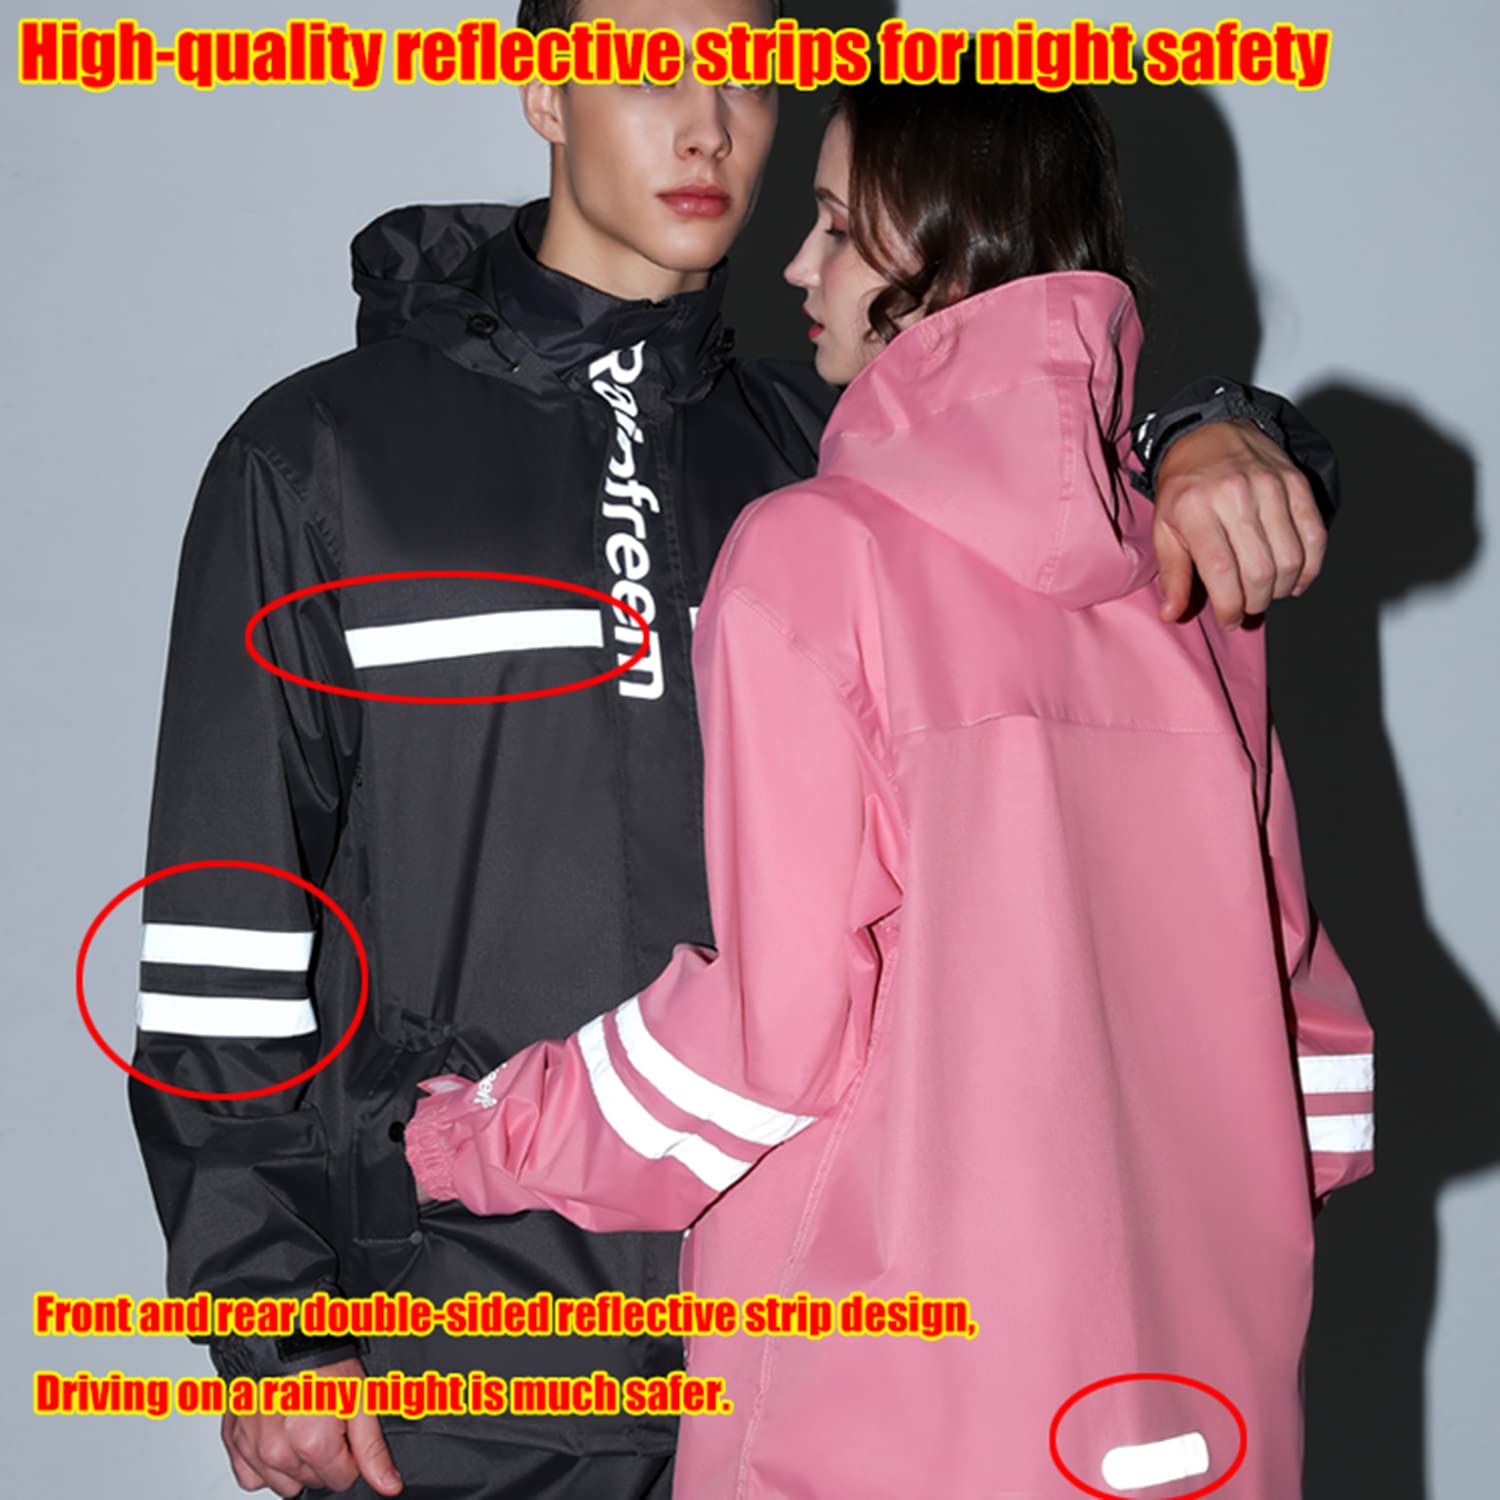 High-quality reflective strips for night safety
Rainfreem
Front and rear double-sided reflective strip design,
Driving on a rainy night is much safer.